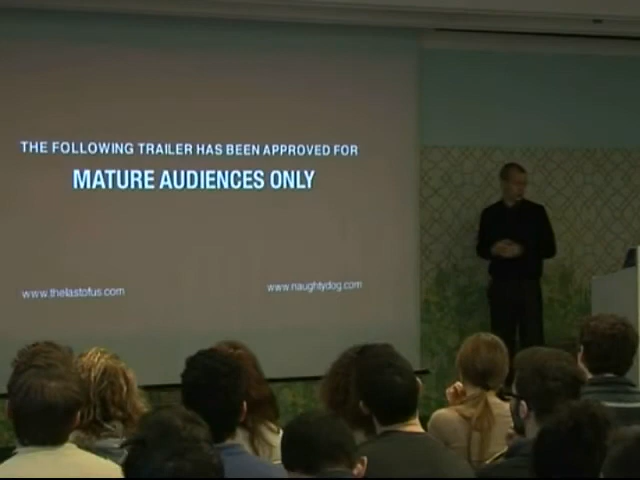 THE FOLLOWING TRAILER HAS BEEN APPROVED FOR
MATURE AUDIENCES ONLY
www.thelastofus.com
www.naughtydog.com